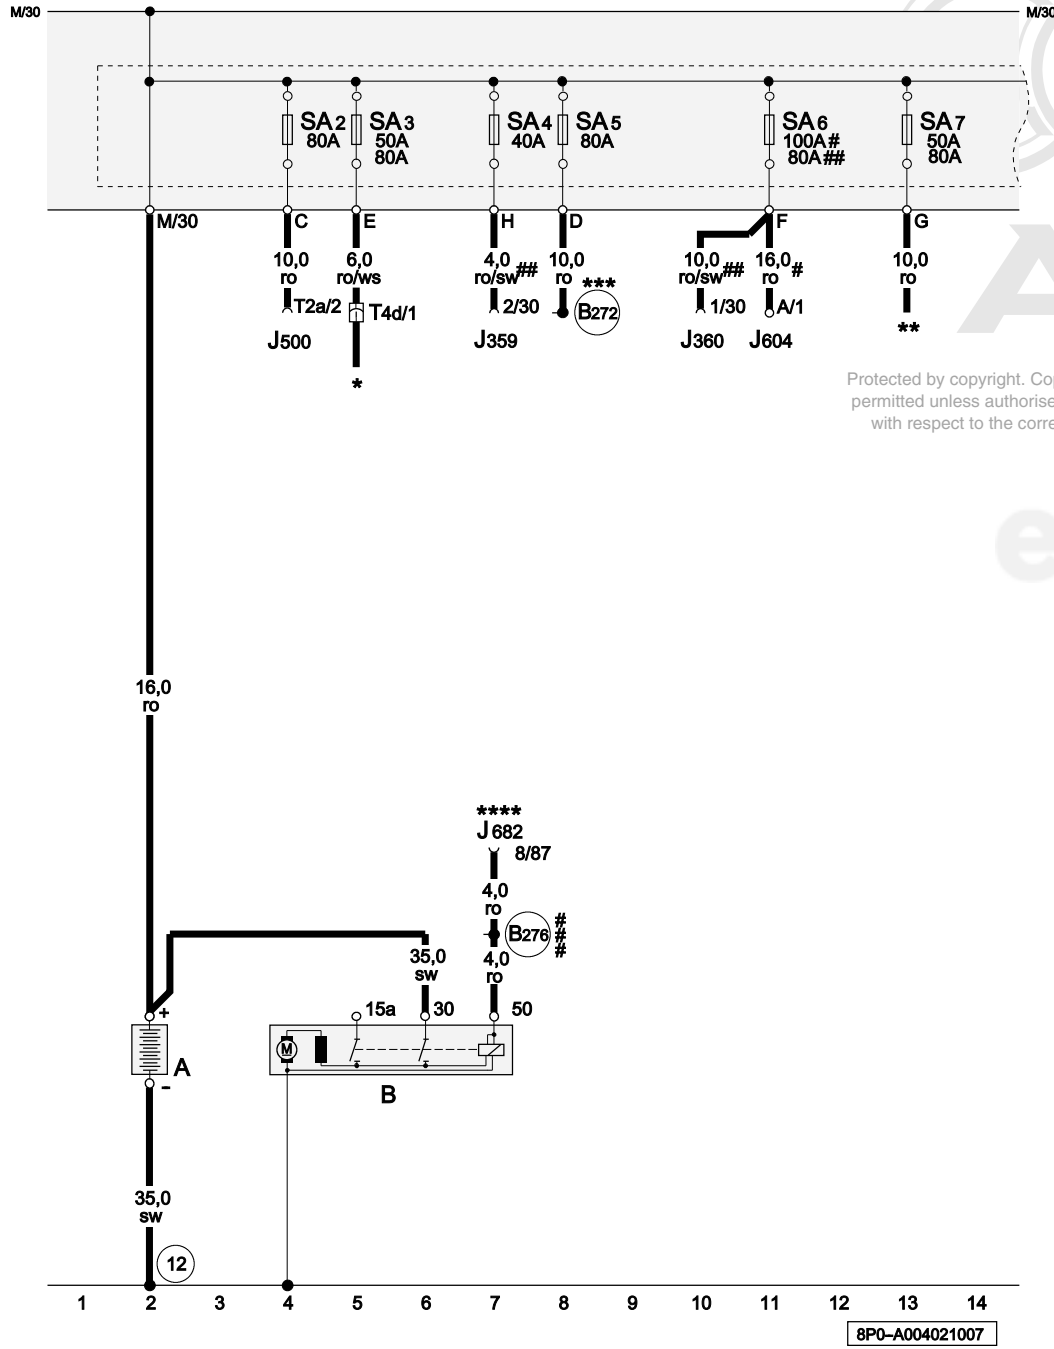 M/30 M/30
SA2 SA3 SA4 SA5 SA6 SA7
80A 50A 40A 80A 100A# 50A
80A 80A## 80A
M/30 C E H D F G
10,0 6,0 4,0 10,0 10,0 16,0 10,0
ro ro/ws ro/sw## ro *** ro/sw## ro # ro
T2a/2 T4d/1 2/30 B272 1/30 A/1
**
J500 J359 J360 J604
*
Protected by copyright. Cop
permitted unless authorise
with respect to the corre
e
16,0
ro
****
J682
8/87
4,0
ro
B276 # # #
35,0 4,0
sw ro
+ 15a 30 50
M
A
-
B
35,0
sw
12
1 2 3 4 5 6 7 8 9 10 11 12 13 14
8P0–A004021007